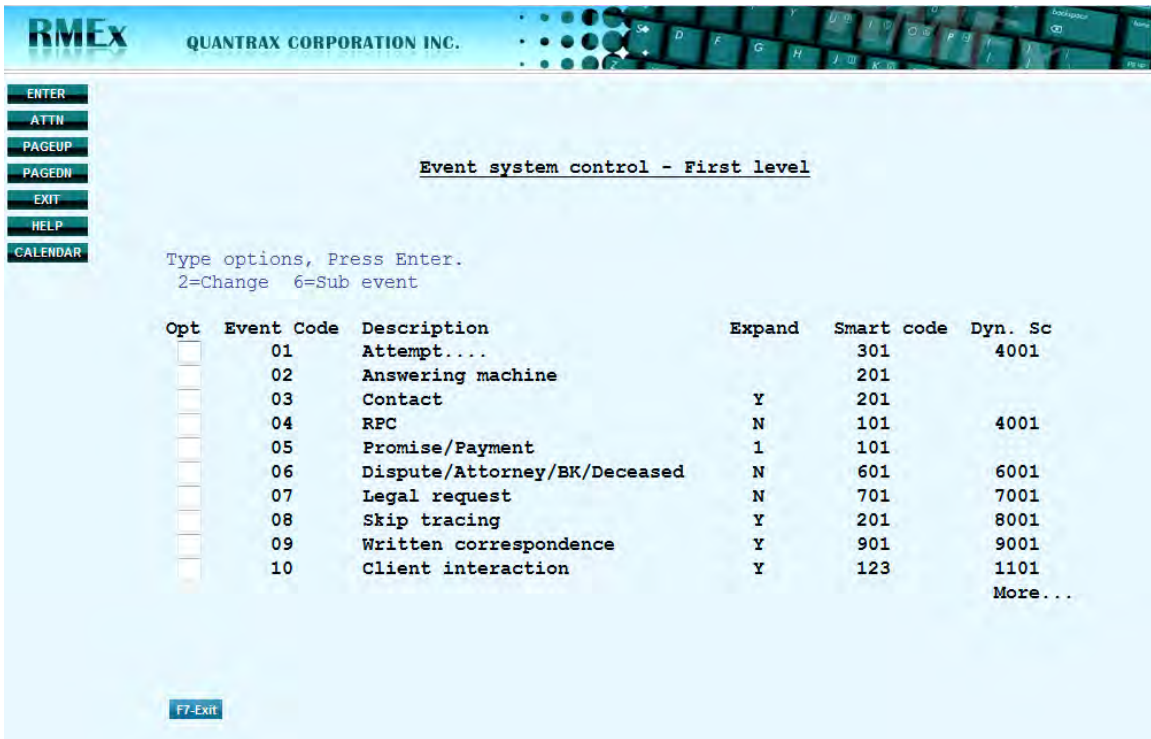 RMEx
QUANTRAX CORPORATION INC.
ENTER
ATTN
PAGEUP
PAGEDN
EXIT
HELP
CALENDAR
Event system control - First level
Type options, Press Enter.
2=Change 6=Sub event
Opt Event Code Description Expand Smart code Dyn. Sc
01 Attempt.... 301 4001
02 Answering machine 201
03 Contact Y 201
04 RPC N 101 4001
05 Promise/Payment 1 101
06 Dispute/Attorney/BK/Deceased N 601 6001
07 Legal request N 701 7001
08 Skip tracing Y 201 8001
09 Written correspondence Y 901 9001
10 Client interaction Y 123 1101
More...
F7-Exit